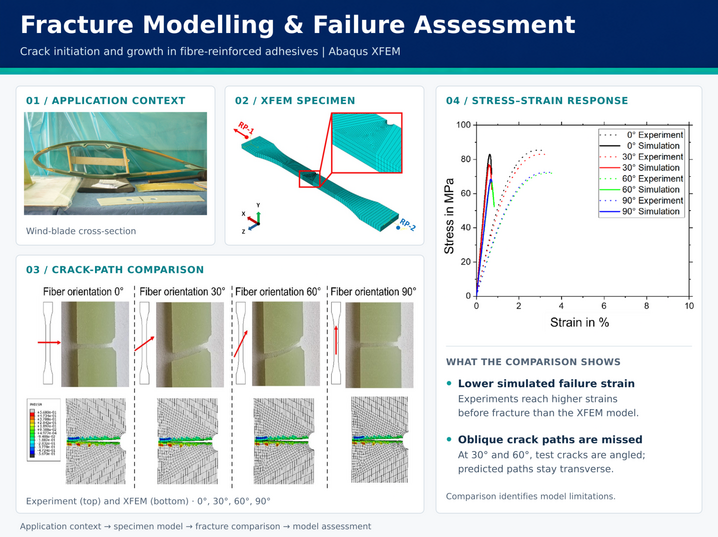 Fracture Modelling & Failure Assessment
Crack initiation and growth in fibre-reinforced adhesives | Abaqus XFEM
01 / APPLICATION CONTEXT
Wind-blade cross-section
02 / XFEM SPECIMEN
RP-1
RP-2
Y
X
Z
03 / CRACK-PATH COMPARISON
Fiber orientation 0°
Fiber orientation 30°
Fiber orientation 60°
Fiber orientation 90°
Experiment (top) and XFEM (bottom) · 0°, 30°, 60°, 90°
04 / STRESS–STRAIN RESPONSE
Stress in MPa
100
80
60
40
20
0
0 2 4 6 8 10
Strain in %
0° Experiment
0° Simulation
30° Experiment
30° Simulation
60° Experiment
60° Simulation
90° Experiment
90° Simulation
WHAT THE COMPARISON SHOWS
• Lower simulated failure strain
Experiments reach higher strains
before fracture than the XFEM model.
• Oblique crack paths are missed
At 30° and 60°, test cracks are angled;
predicted paths stay transverse.
Comparison identifies model limitations.
Application context → specimen model → fracture comparison → model assessment